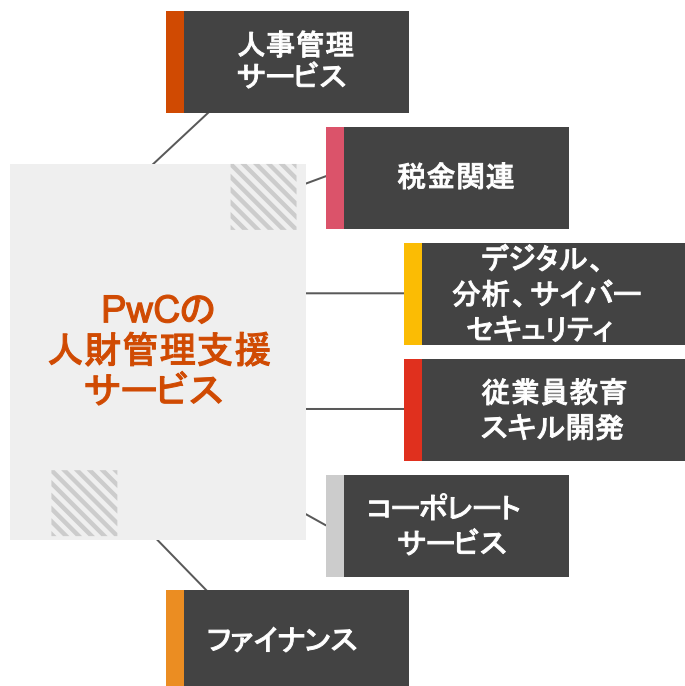 人事管理
サービス
税金関連
デジタル、
分析、サイバー
セキュリティ
PwCの
人財管理支援
サービス
従業員教育
スキル開発
コーポレート
サービス
ファイナンス